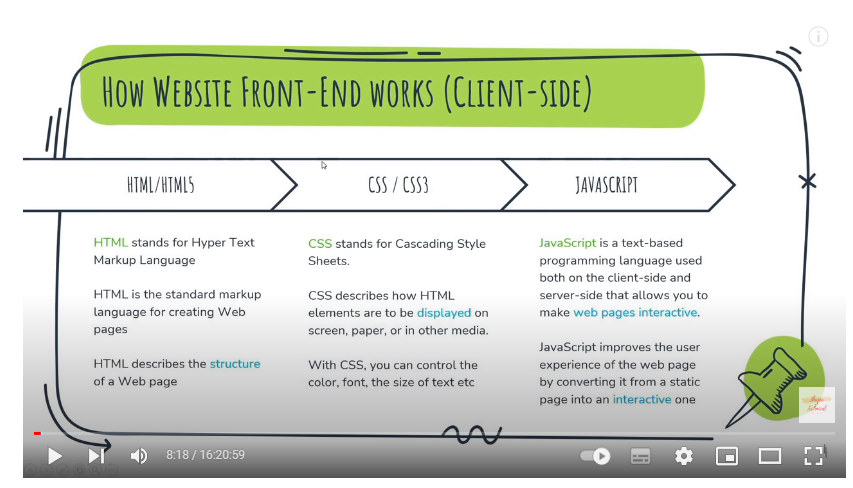 How Website Front-End works (Client-side)
HTML/HTML5
CSS / CSS3
JAVASCRIPT
HTML stands for Hyper Text
Markup Language
HTML is the standard markup
language for creating Web
pages
HTML describes the structure
of a Web page
CSS stands for Cascading Style
Sheets.
CSS describes how HTML
elements are to be displayed on
screen, paper, or in other media.
With CSS, you can control the
color, font, the size of text etc
JavaScript is a text-based
programming language used
both on the client-side and
server-side that allows you to
make web pages interactive.
JavaScript improves the user
experience of the web page
by converting it from a static
page into an interactive one
8:18 / 16:20:59